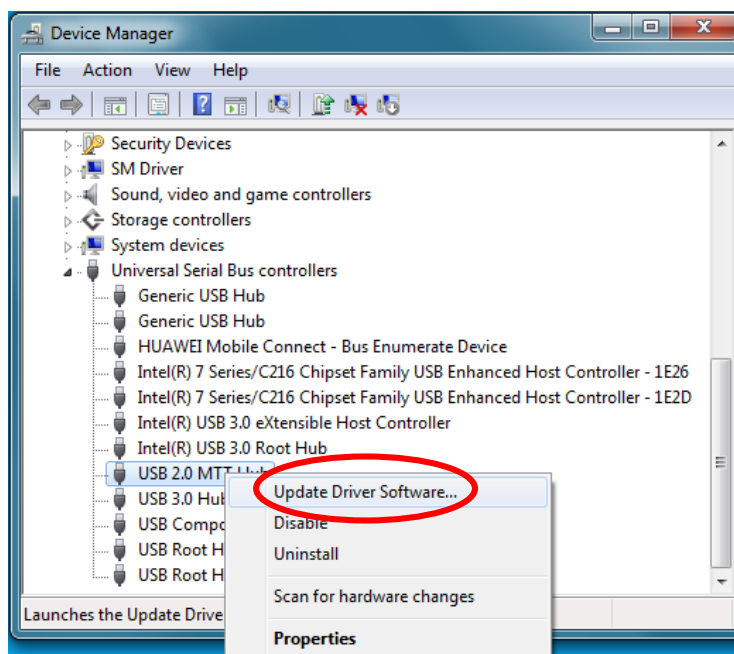 Device Manager
File Action View Help
Security Devices
SM Driver
Sound, video and game controllers
Storage controllers
System devices
Universal Serial Bus controllers
Generic USB Hub
Generic USB Hub
HUAWEI Mobile Connect - Bus Enumerate Device
Intel(R) 7 Series/C216 Chipset Family USB Enhanced Host Controller - 1E26
Intel(R) 7 Series/C216 Chipset Family USB Enhanced Host Controller - 1E2D
Intel(R) USB 3.0 eXtensible Host Controller
Intel(R) USB 3.0 Root Hub
USB 2.0 MTT Hub
USB 3.0 Hub
USB Compo
USB Root H
USB Root H
Update Driver Software...
Disable
Uninstall
Scan for hardware changes
Properties
Launches the Update Drive